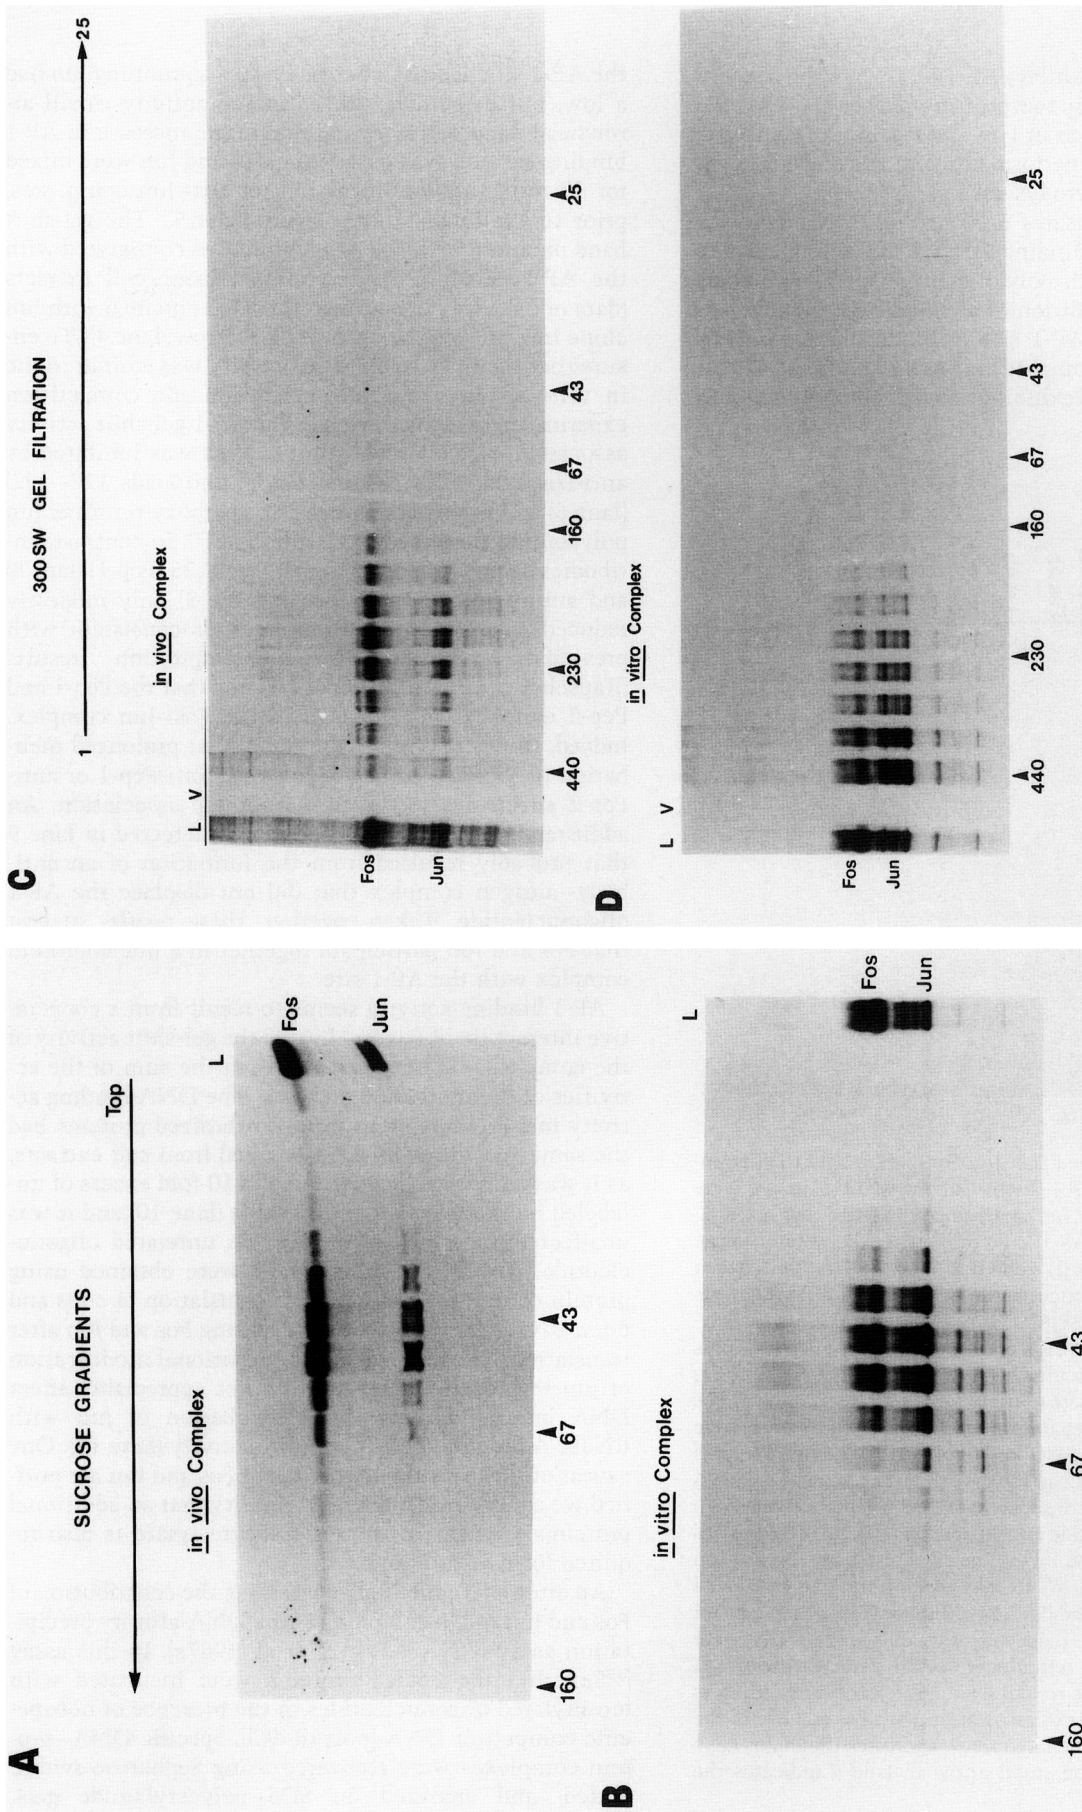 A
SUCROSE GRADIENTS
Top
in vivo Complex
L
Fos
Jun
160
67
43
B
in vitro Complex
L
Fos
Jun
160
67
43
C
300 SW GEL FILTRATION
1
25
in vivo Complex
L V
Fos
Jun
440
230
160
67
43
25
D
in vitro Complex
L V
Fos
Jun
440
230
160
67
43
25